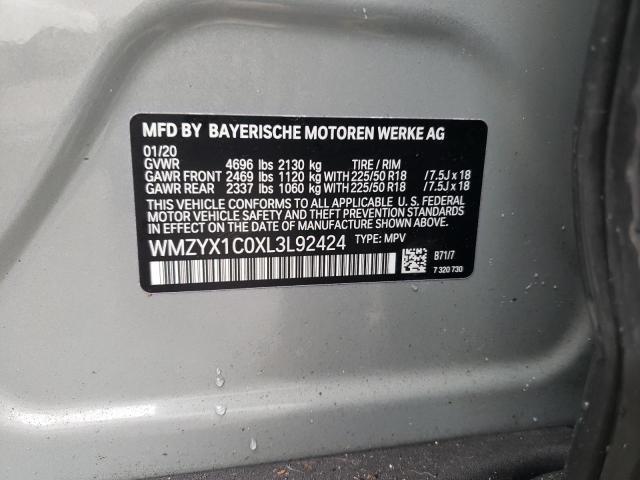 MFD BY BAYERISCHE MOTOREN WERKE AG
01/20
GVWR 4696 lbs 2130 kg TIRE / RIM
GAWR FRONT 2469 lbs 1120 kg WITH 225/50 R18 /7.5J x 18
GAWR REAR 2337 lbs 1060 kg WITH 225/50 R18 /7.5J x 18
THIS VEHICLE CONFORMS TO ALL APPLICABLE U. S. FEDERAL
MOTOR VEHICLE SAFETY AND THEFT PREVENTION STANDARDS
IN EFFECT ON THE DATE OF MANUFACTURE SHOWN ABOVE.
WMZYX1C0XL3L92424 TYPE: MPV
B71/7
7 320 730